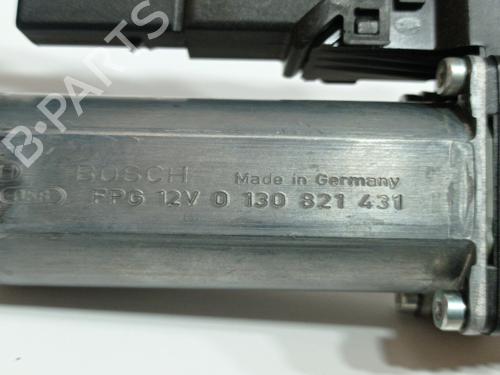 B-PARTS
BOSCH Made in Germany
FPG 12V 0 130 821 431